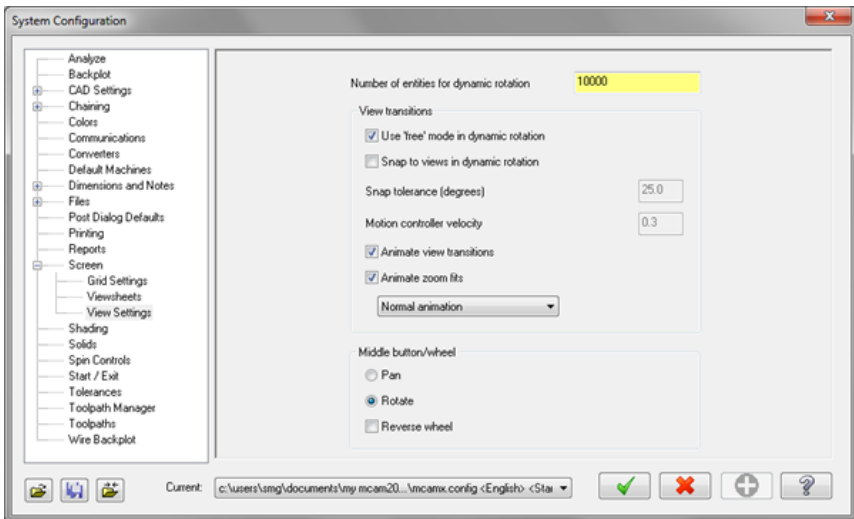 System Configuration
Analyze
Backplot
CAD Settings
Chaining
Colors
Communications
Converters
Default Machines
Dimensions and Notes
Files
Post Dialog Defaults
Printing
Reports
Screen
Grid Settings
Viewsheets
View Settings
Shading
Solids
Spin Controls
Start / Exit
Tolerances
Toolpath Manager
Toolpaths
Wire Backplot
Number of entities for dynamic rotation 10000
View transitions
Use 'free' mode in dynamic rotation
Snap to views in dynamic rotation
Snap tolerance (degrees) 25.0
Motion controller velocity 0.3
Animate view transitions
Animate zoom fits
Normal animation
Middle button/wheel
Pan
Rotate
Reverse wheel
Current: c:\users\smg\documents\my mcam20...\mcamx.config <English> <Star